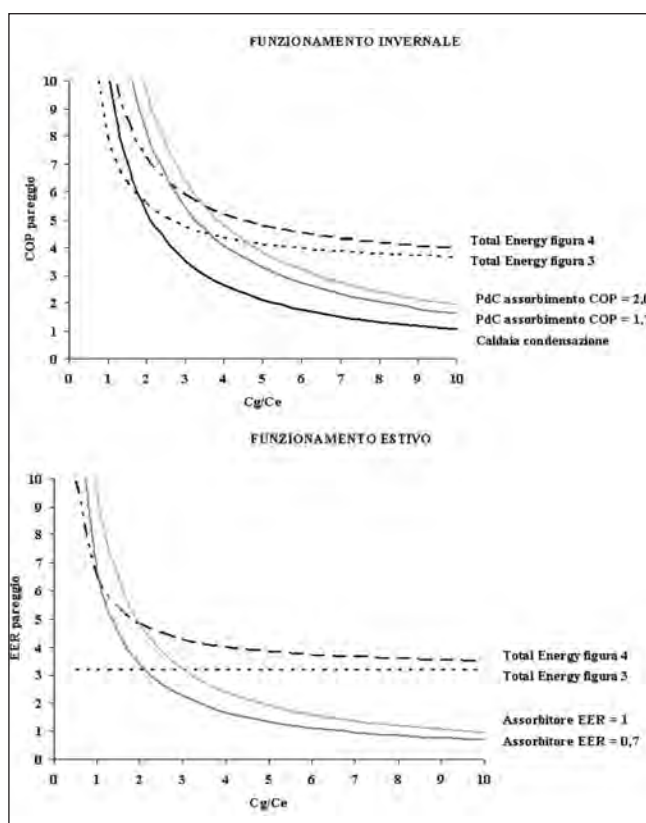 FUNZIONAMENTO INVERNALE
10
9
8
7
6
5
4
3
2
1
0
COP pareggio
0 1 2 3 4 5 6 7 8 9 10
Cg/Ce
Total Energy figura 4
Total Energy figura 3
PdC assorbimento COP = 2,
PdC assorbimento COP = 1,
Caldaia condensazione
FUNZIONAMENTO ESTIVO
10
9
8
7
6
5
4
3
2
1
0
EER pareggio
0 1 2 3 4 5 6 7 8 9 10
Cg/Ce
Total Energy figura 4
Total Energy figura 3
Assorbitore EER = 1
Assorbitore EER = 0,7